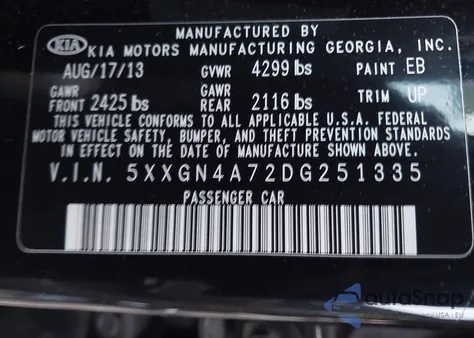 MANUFACTURED BY
KIA KIA MOTORS MANUFACTURING GEORGIA, INC.
AUG/17/13 GVWR 4299 lbs PAINT EB
GAWR FRONT 2425 lbs GAWR REAR 2116 lbs TRIM UP
THIS VEHICLE CONFORMS TO ALL APPLICABLE U.S.A. FEDERAL
MOTOR VEHICLE SAFETY, BUMPER, AND THEFT PREVENTION
STANDARDS IN EFFECT ON THE DATE OF MANUFACTURE SHOWN ABOVE.
V.I.N. 5XXGN4A72DG251335
PASSENGER CAR
AutoSnap